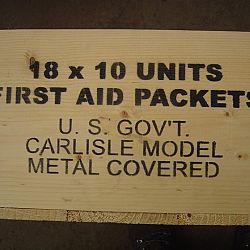 18 x 10 UNITS
FIRST AID PACKETS
U. S. GOV'T.
CARLISLE MODEL
METAL COVERED